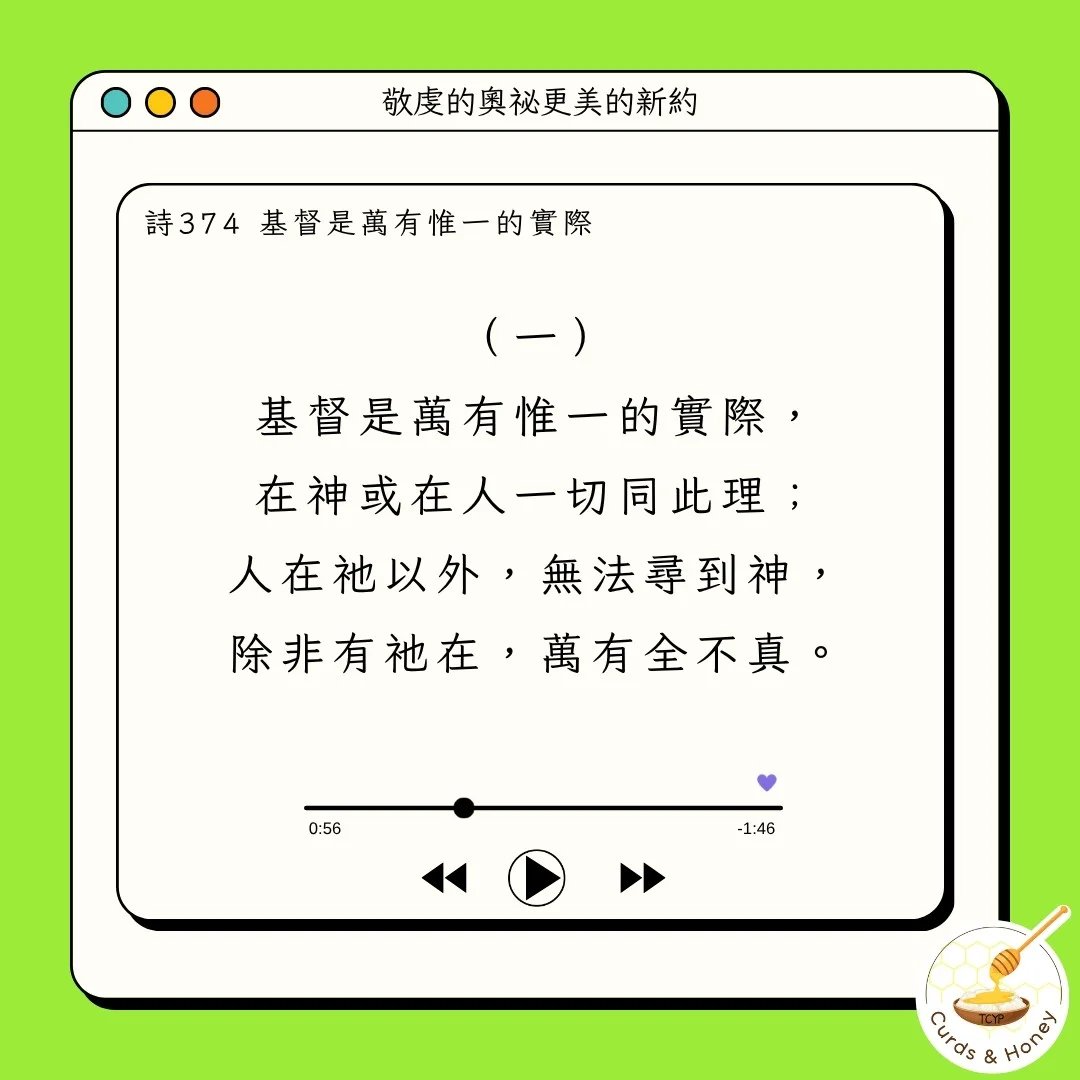 敬虔的奧祕更美的新約
詩374 基督是萬有惟一的實際
（一）
基督是萬有惟一的實際，
在神或在人一切同此理；
人在祂以外，無法尋到神，
除非有祂在，萬有全不真。
0:56
-1:46
TCYP
Curds & Honey